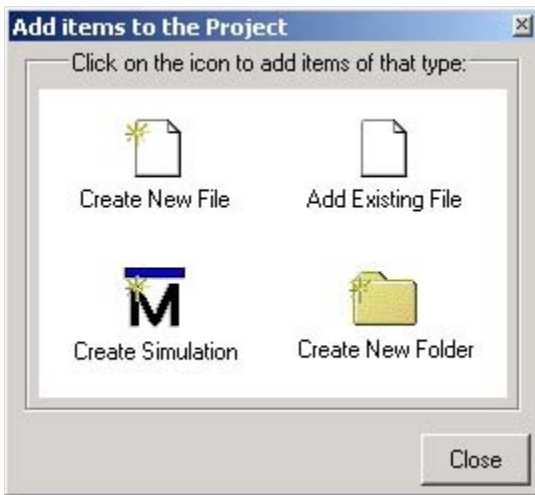 Add items to the Project
Click on the icon to add items of that type:
Create New File
Add Existing File
M
Create Simulation
Create New Folder
Close